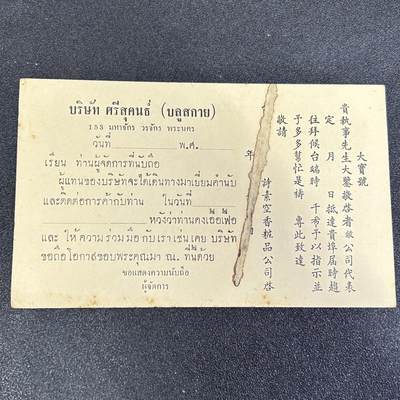 บริษัท ศรีสุคนธ์ (บลูสกาย)
153 มหาจักร วรจักร พระนคร
วันที่ พ.ศ.
เรียน ท่านผู้จัดการที่นับถือ
ผู้แทนของบริษัทจะได้เดินทางมาเยี่ยมคำนับ
และติดต่อการค้ากับท่าน ในวันที่
หวังว่าท่านคงเอื้อเฟื้อ
และให้ความร่วมมือกับเราเช่นเคย บริษัท
ขอถือโอกาสขอบพระคุณมา ณ. ที่นี้ด้วย
ขอแสดงความนับถือ
ผู้จัดการ
大寶號
貴執事先生大鑒敬啓者敝公司代表
定 月 日抵達貴埠屆時趨
往拜候台端時 千希予以指示並
予多多幫忙是禱 專此致達
敬請
年
詩素空香粧品公司啓